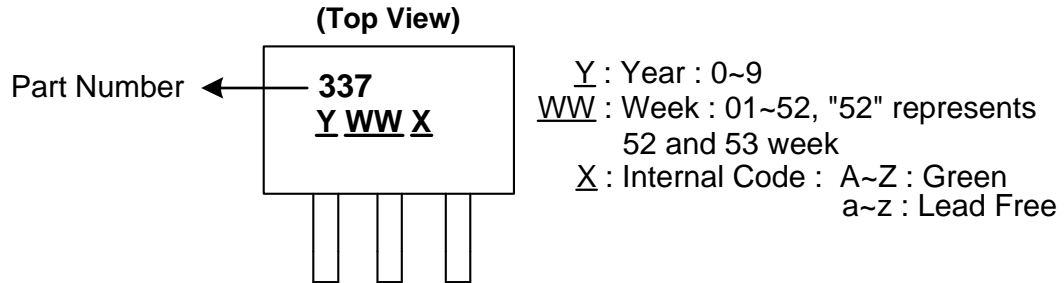 (Top View)
Part Number
337
Y WW X
Y : Year : 0~9
WW : Week : 01~52, "52" represents
52 and 53 week
X : Internal Code : A~Z : Green
a~z : Lead Free